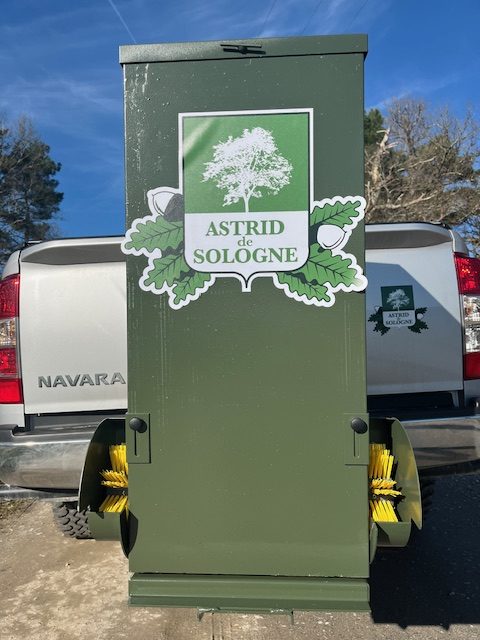 ASTRID
de
SOLOGNE
NAVARA
ASTRID
de
SOLOGNE